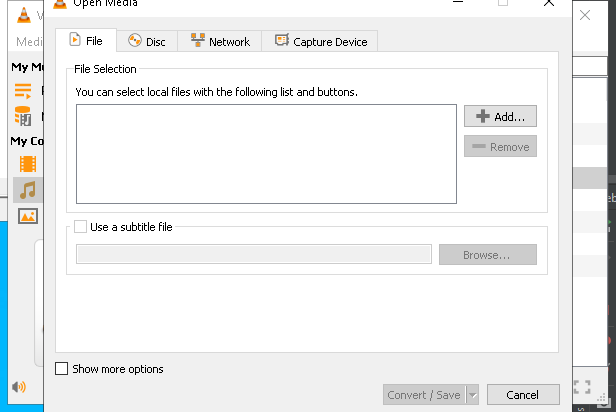 Open Media
Medi
File
Disc
Network
Capture Device
My M
File Selection
You can select local files with the following list and buttons.
Add...
Remove
My Co
Use a subtitle file
Browse...
Show more options
Convert / Save
Cancel